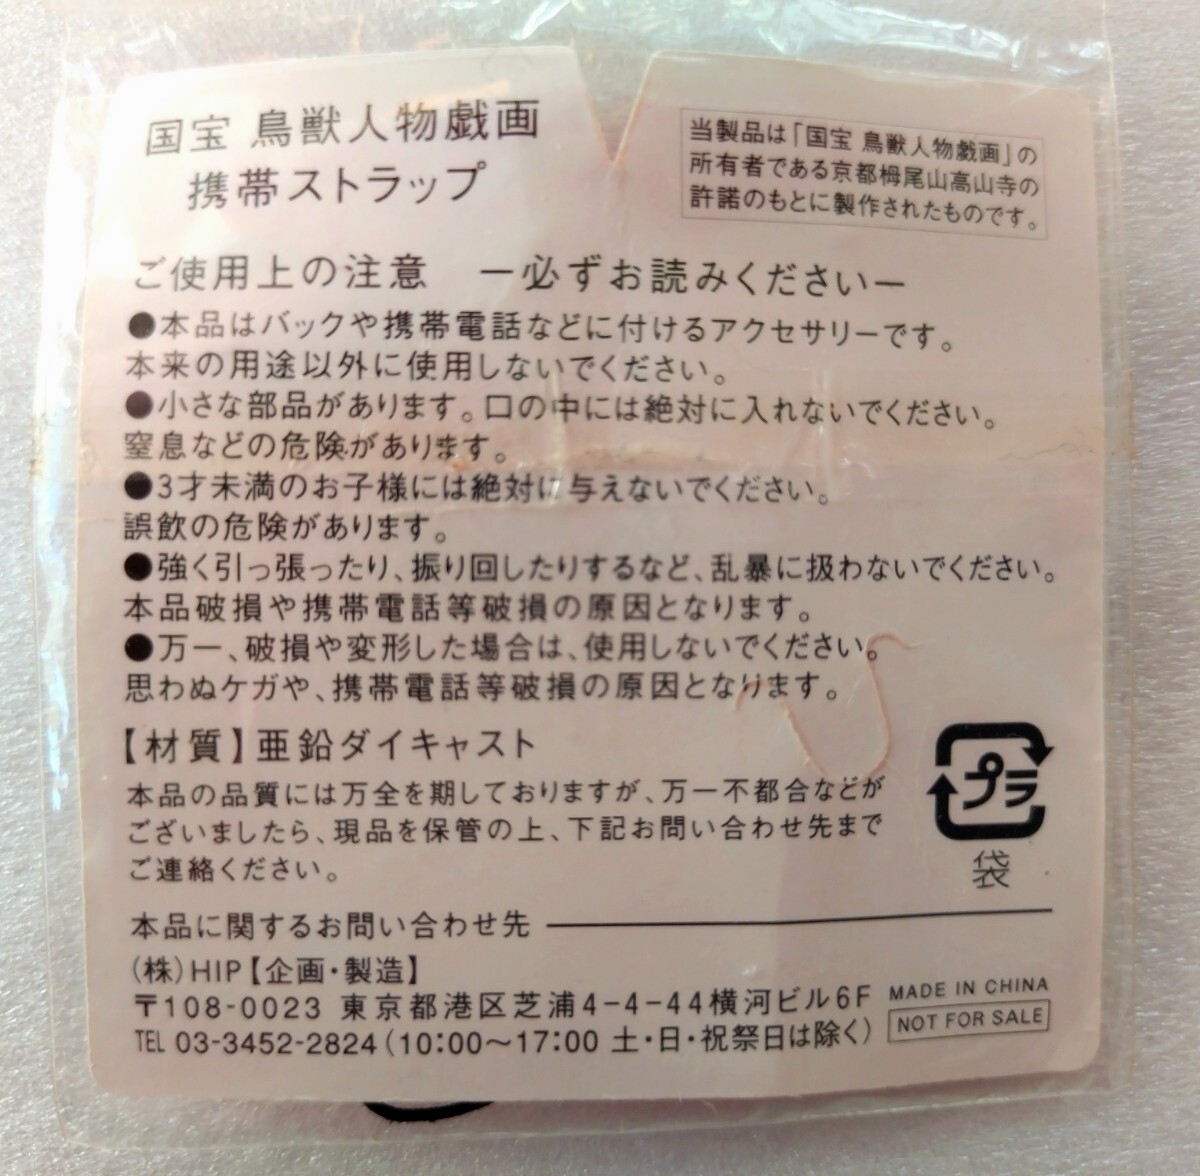 国宝 鳥獣人物戯画
携帯ストラップ
当製品は「国宝 鳥獣人物戯画」の
所有者である京都栂尾山高山寺の
許諾のもとに製作されたものです。
ご使用上の注意　ー必ずお読みくださいー
●本品はバックや携帯電話などに付けるアクセサリーです。
本来の用途以外に使用しないでください。
●小さな部品があります。口の中には絶対に入れないでください。
窒息などの危険があります。
●3才未満のお子様には絶対に与えないでください。
誤飲の危険があります。
●強く引っ張ったり、振り回したりするなど、乱暴に扱わないでください。
本品破損や携帯電話等破損の原因となります。
●万一、破損や変形した場合は、使用しないでください。
思わぬケガや、携帯電話等破損の原因となります。
【材質】亜鉛ダイキャスト
本品の品質には万全を期しておりますが、万一不都合などが
ございましたら、現品を保管の上、下記お問い合わせ先まで
ご連絡ください。
プラ
袋
本品に関するお問い合わせ先
(株)HIP【企画・製造】
〒108-0023 東京都港区芝浦4-4-44横河ビル6F
TEL 03-3452-2824(10:00〜17:00 土・日・祝祭日は除く)
MADE IN CHINA
NOT FOR SALE